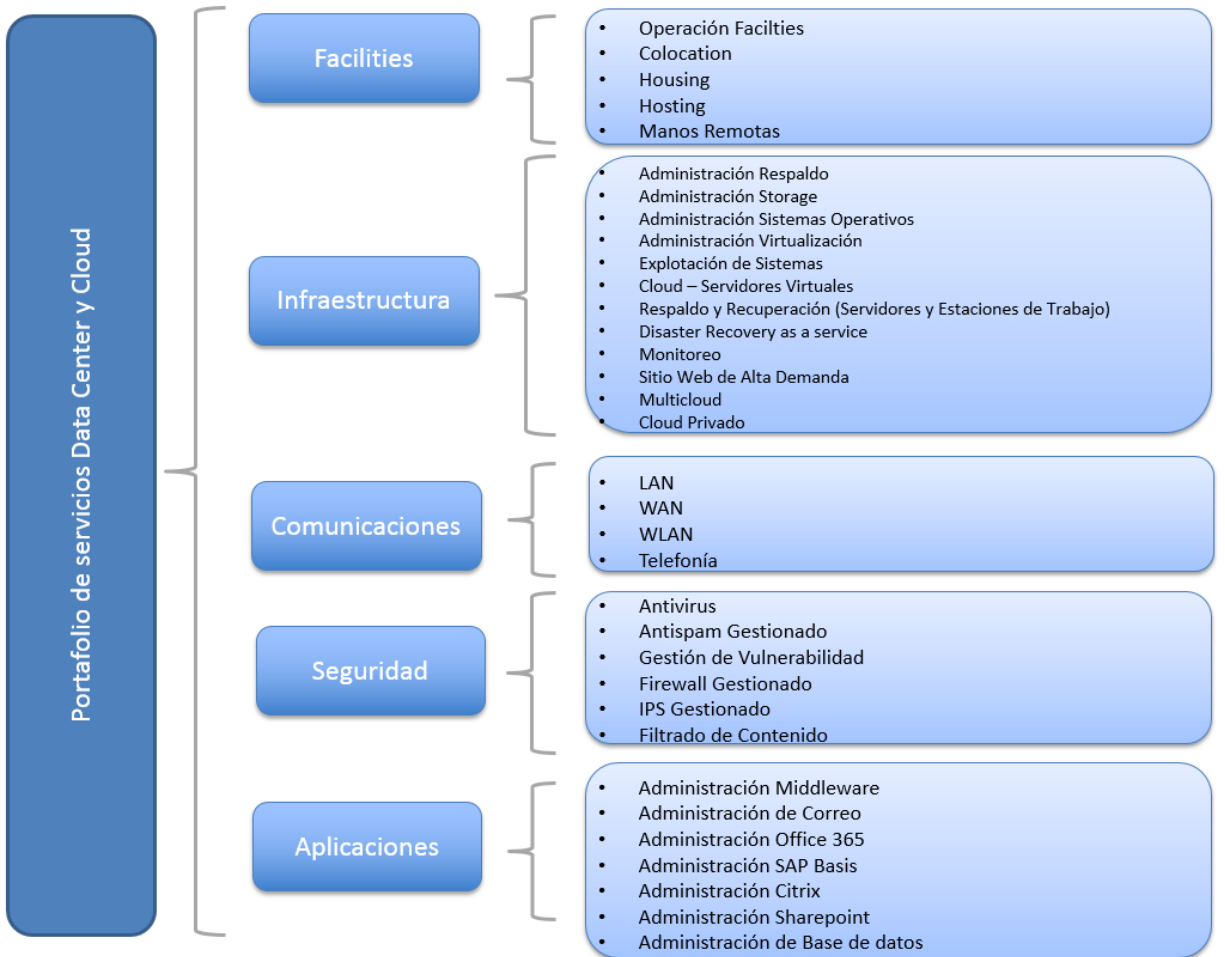 Portafolio de servicios Data Center y Cloud
Facilities
• Operación Facilties
• Colocation
• Housing
• Hosting
• Manos Remotas
Infraestructura
• Administración Respaldo
• Administración Storage
• Administración Sistemas Operativos
• Administración Virtualización
• Explotación de Sistemas
• Cloud – Servidores Virtuales
• Respaldo y Recuperación (Servidores y Estaciones de Trabajo)
• Disaster Recovery as a service
• Monitoreo
• Sitio Web de Alta Demanda
• Multicloud
• Cloud Privado
Comunicaciones
• LAN
• WAN
• WLAN
• Telefonía
Seguridad
• Antivirus
• Antispam Gestionado
• Gestión de Vulnerabilidad
• Firewall Gestionado
• IPS Gestionado
• Filtrado de Contenido
Aplicaciones
• Administración Middleware
• Administración de Correo
• Administración Office 365
• Administración SAP Basis
• Administración Citrix
• Administración Sharepoint
• Administración de Base de datos